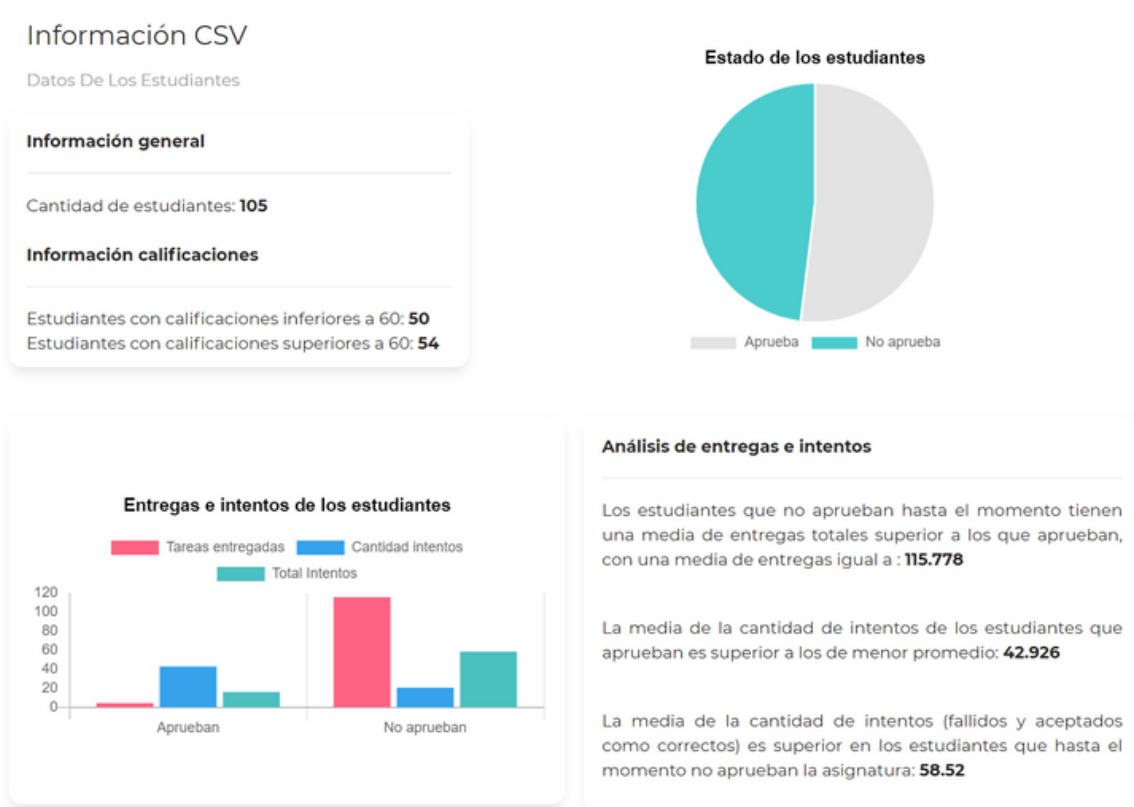 Información CSV
Datos De Los Estudiantes
Información general
Cantidad de estudiantes: 105
Información calificaciones
Estudiantes con calificaciones inferiores a 60: 50
Estudiantes con calificaciones superiores a 60: 54
Estado de los estudiantes
Aprueba No aprueba
Entregas e intentos de los estudiantes
Tareas entregadas Cantidad intentos
Total Intentos
120
100
80
60
40
20
0
Aprueban No aprueban
Análisis de entregas e intentos
Los estudiantes que no aprueban hasta el momento tienen
una media de entregas totales superior a los que aprueban,
con una media de entregas igual a : 115.778
La media de la cantidad de intentos de los estudiantes que
aprueban es superior a los de menor promedio: 42.926
La media de la cantidad de intentos (fallidos y aceptados
como correctos) es superior en los estudiantes que hasta el
momento no aprueban la asignatura: 58.52